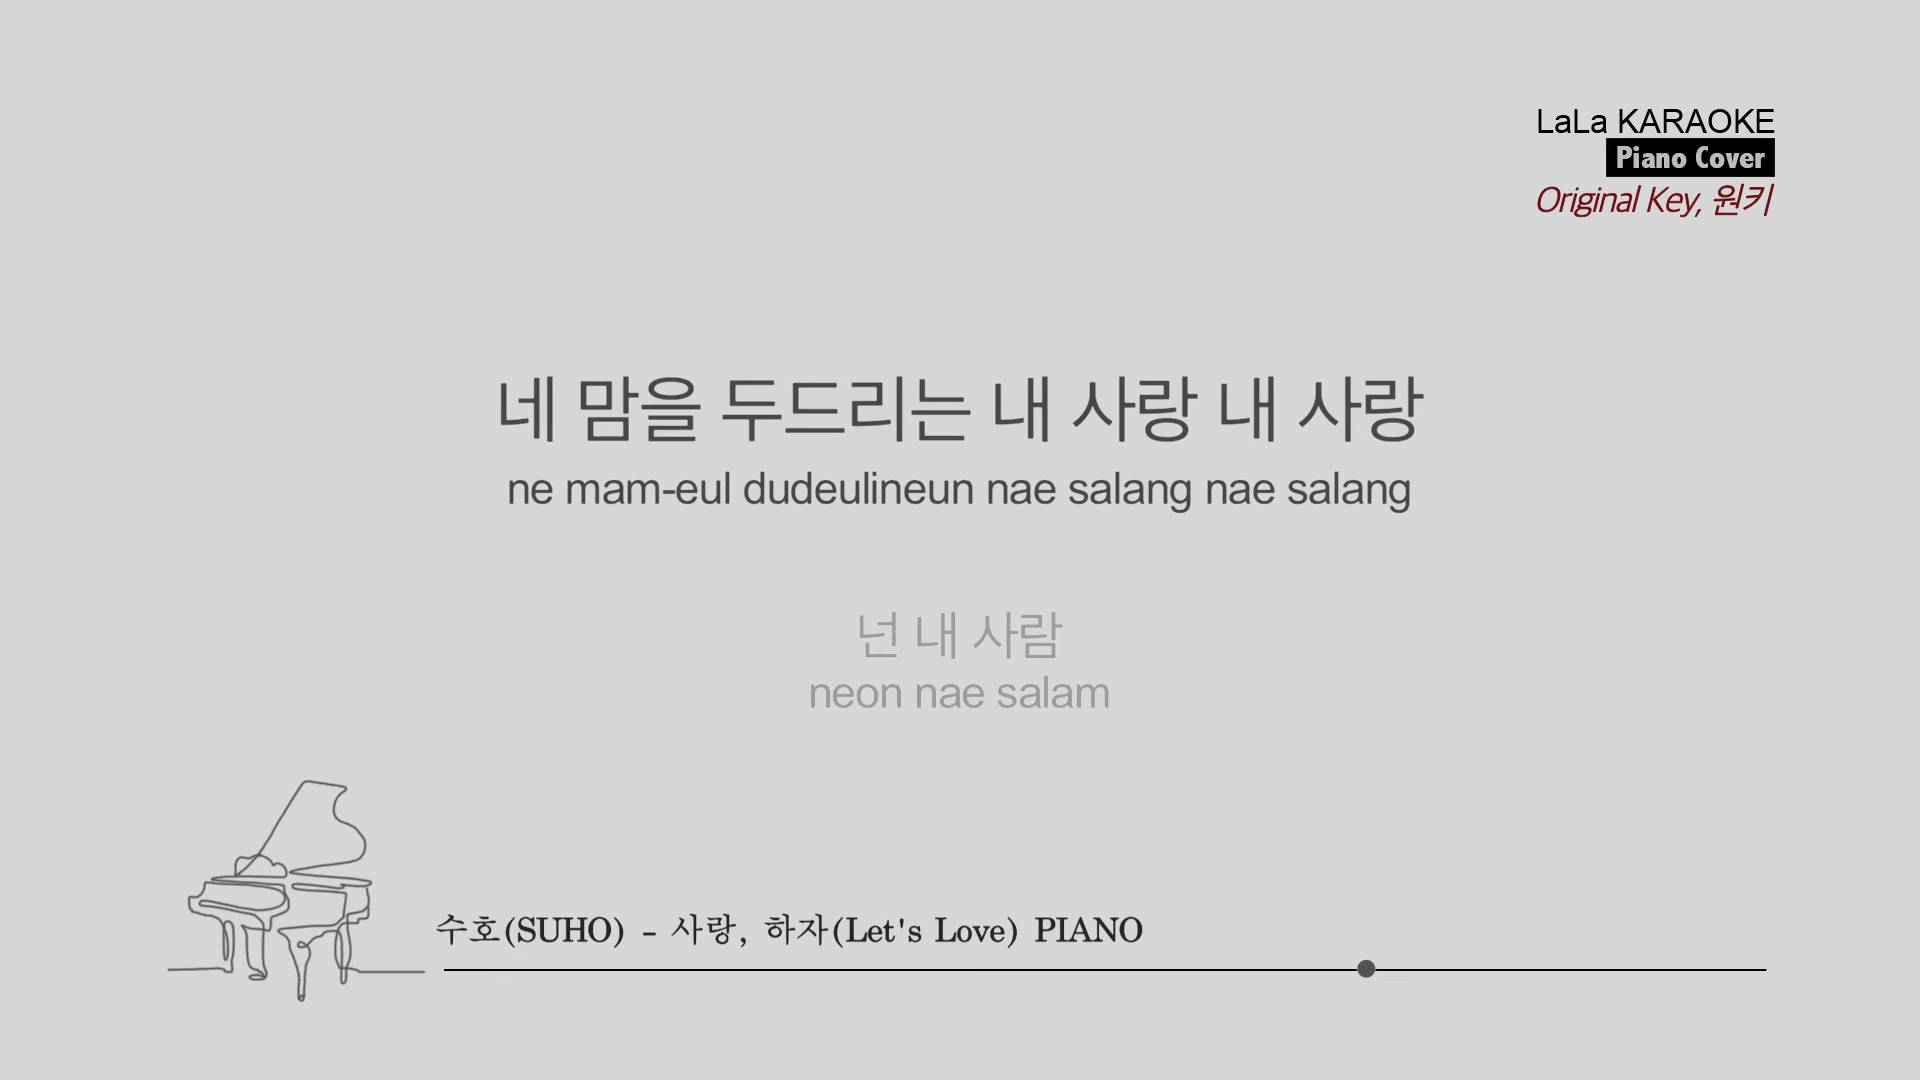 LaLa KARAOKE
Piano Cover
Original Key, 원키
네 맘을 두드리는 내 사랑 내 사랑
ne mam-eul dudeulineun nae salang nae salang
넌 내 사람
neon nae salam
수호(SUHO) - 사랑, 하자(Let's Love) PIANO